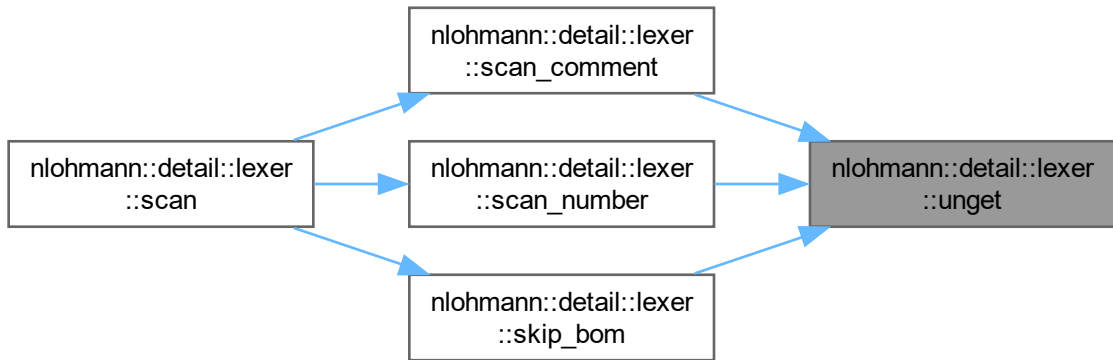 nlohmann::detail::lexer
::scan_comment
nlohmann::detail::lexer
::scan
nlohmann::detail::lexer
::scan_number
nlohmann::detail::lexer
::unget
nlohmann::detail::lexer
::skip_bom